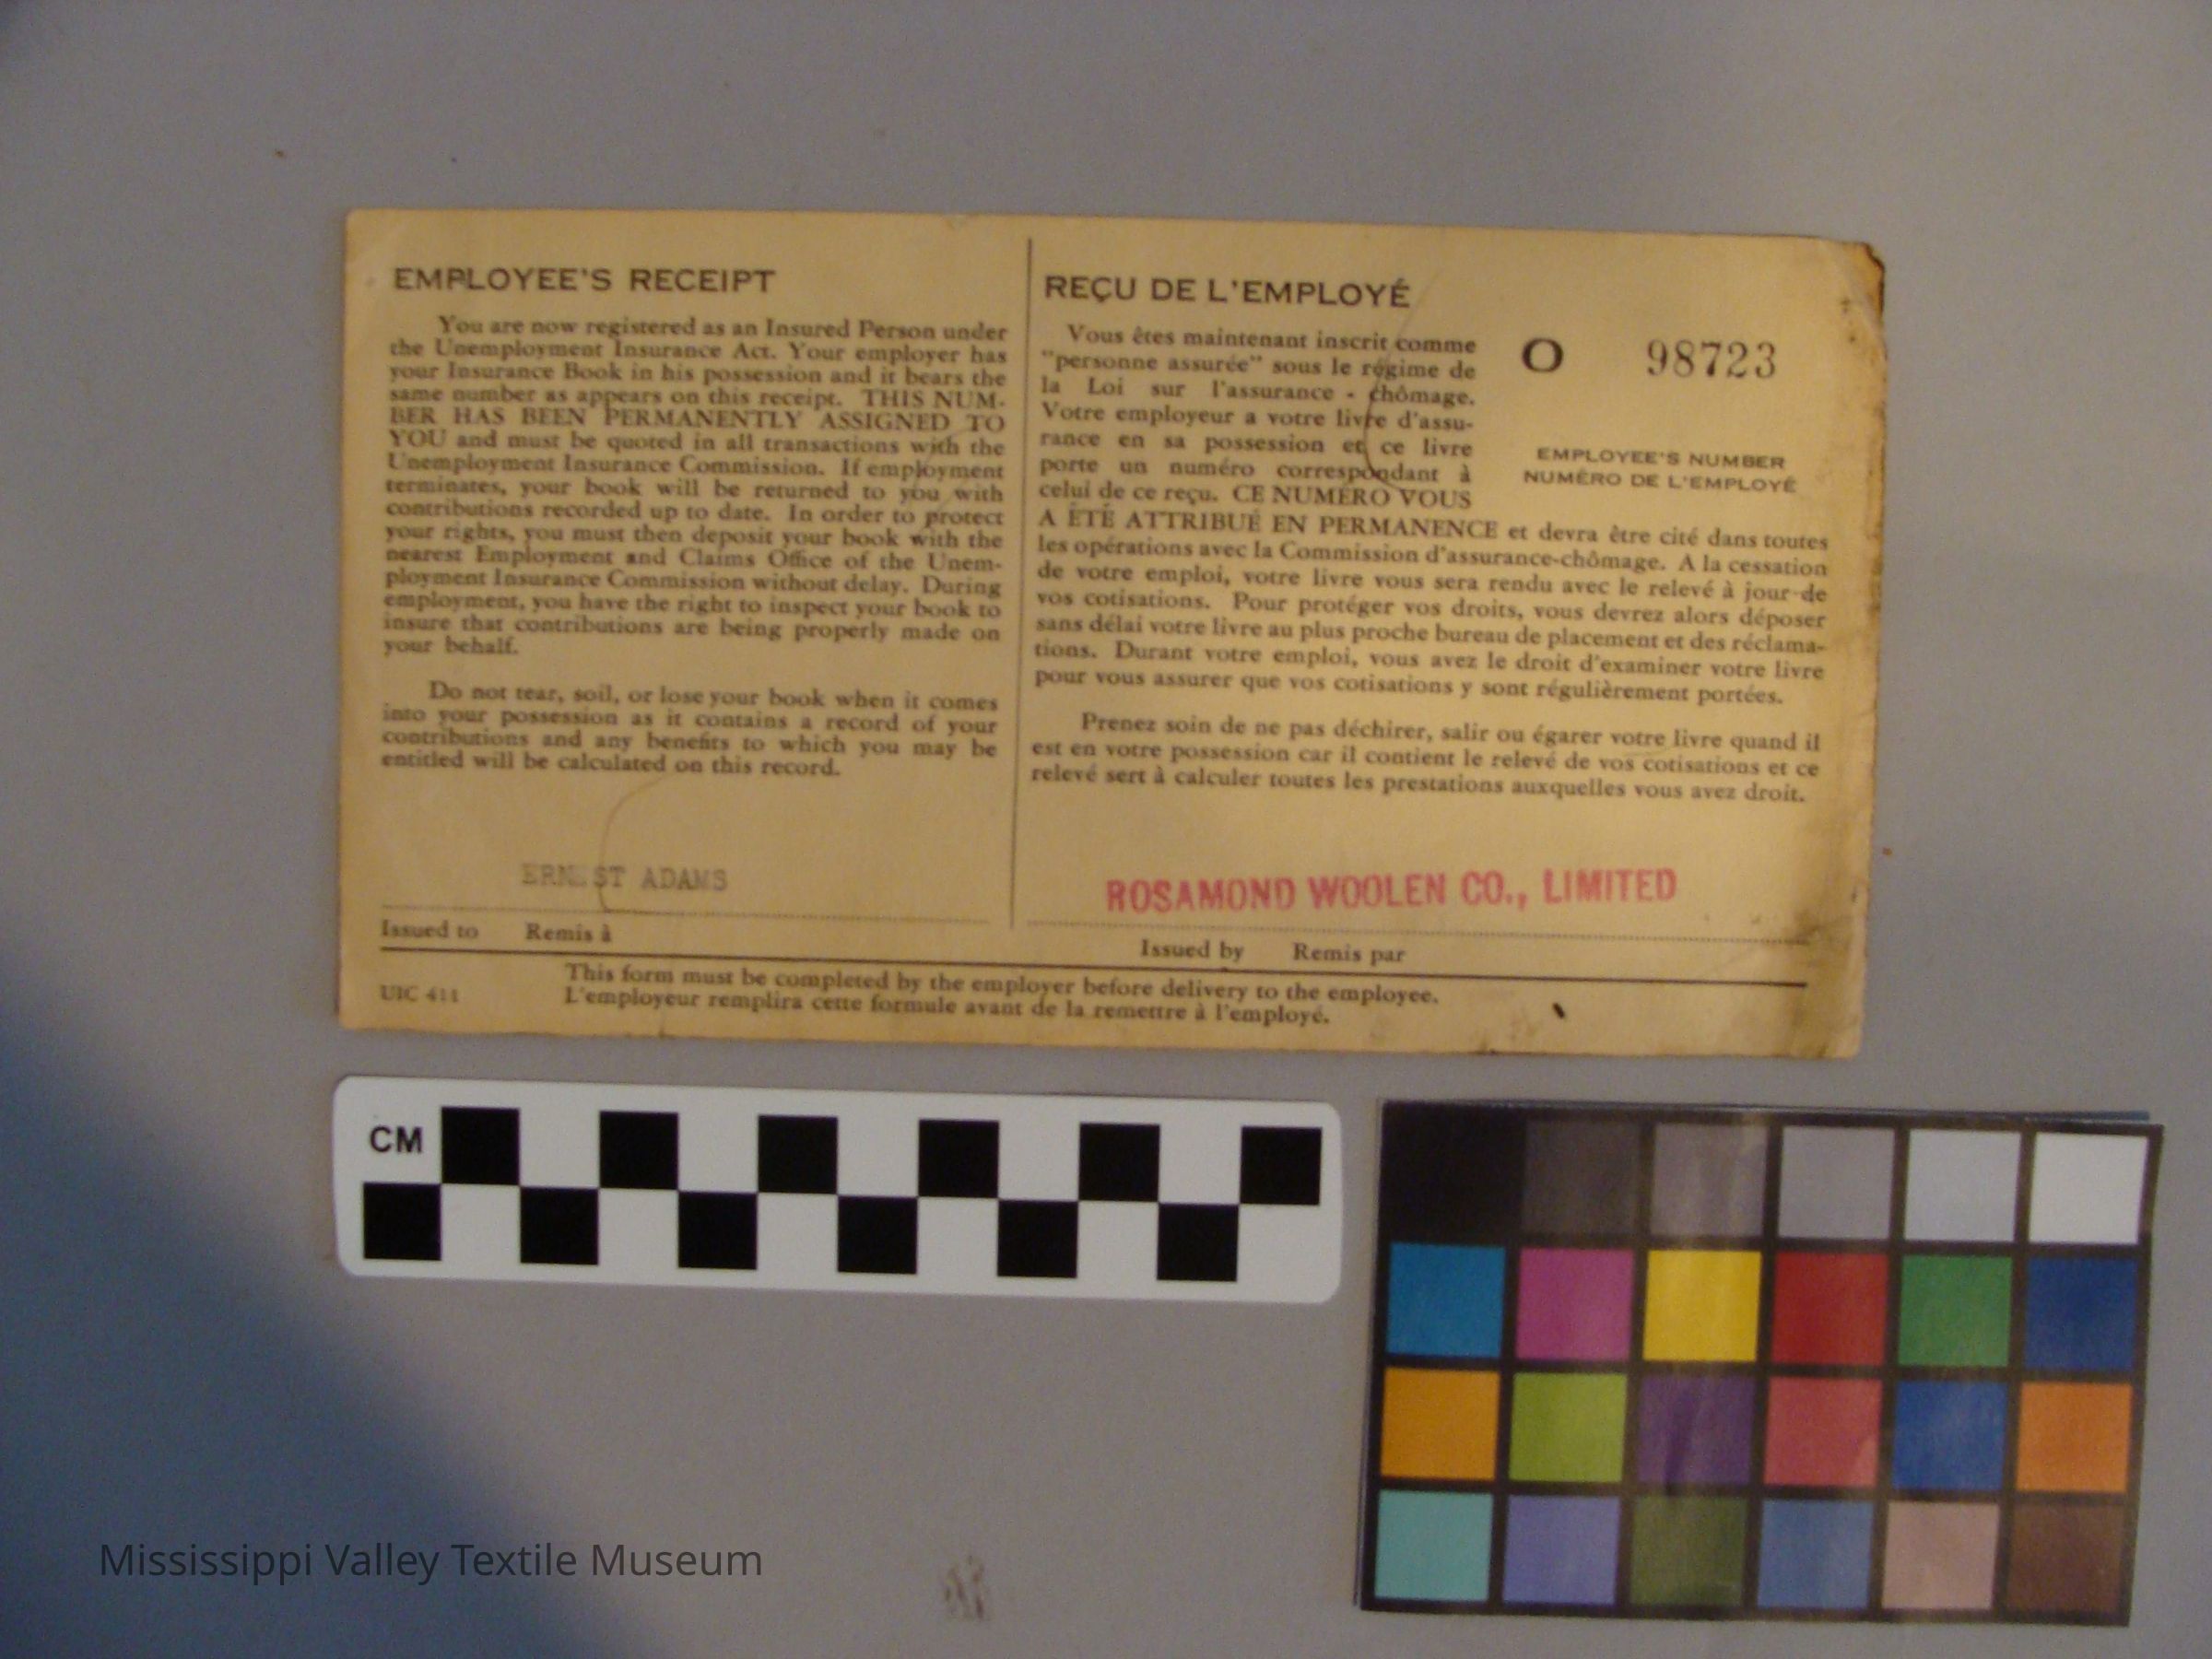 EMPLOYEE'S RECEIPT
You are now registered as an Insured Person under
the Unemployment Insurance Act. Your employer has
your Insurance Book in his possession and it bears the
same number as appears on this receipt. THIS NUM-
BER HAS BEEN PERMANENTLY ASSIGNED TO
YOU and must be quoted in all transactions with the
Unemployment Insurance Commission. If employment
terminates, your book will be returned to you with
contributions recorded up to date. In order to protect
your rights, you must then deposit your book with the
nearest Employment and Claims Office of the Unem-
ployment Insurance Commission without delay. During
employment, you have the right to inspect your book to
insure that contributions are being properly made on
your behalf.
Do not tear, soil, or lose your book when it comes
into your possession as it contains a record of your
contributions and any benefits to which you may be
entitled will be calculated on this record.
ERNEST ADAMS
Issued to Remis à
REÇU DE L'EMPLOYÉ
Vous êtes maintenant inscrit comme
"personne assurée" sous le régime de
la Loi sur l'assurance - chômage.
Votre employeur a votre livre d'assu-
rance en sa possession et ce livre
porte un numéro correspondant à
celui de ce reçu. CE NUMÉRO VOUS
A ÉTÉ ATTRIBUÉ EN PERMANENCE et devra être cité dans toutes
les opérations avec la Commission d'assurance-chômage. A la cessation
de votre emploi, votre livre vous sera rendu avec le relevé à jour de
vos cotisations. Pour protéger vos droits, vous devrez alors déposer
sans délai votre livre au plus proche bureau de placement et des réclama-
tions. Durant votre emploi, vous avez le droit d'examiner votre livre
pour vous assurer que vos cotisations y sont régulièrement portées.
Prenez soin de ne pas déchirer, salir ou égarer votre livre quand il
est en votre possession car il contient le relevé de vos cotisations et ce
relevé sert à calculer toutes les prestations auxquelles vous avez droit.
O 98723
EMPLOYEE'S NUMBER
NUMÉRO DE L'EMPLOYÉ
ROSAMOND WOOLEN CO., LIMITED
Issued by Remis par
UIC 411
This form must be completed by the employer before delivery to the employee.
L'employeur remplira cette formule avant de la remettre à l'employé.
CM
Mississippi Valley Textile Museum